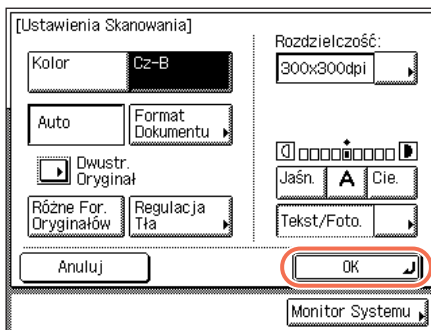 [Ustawienia Skanowania]
Rozdzielczość:
Kolor
Cz-B
300x300dpi
Auto
Format
Dokumentu
Dwustr.
Oryginał
Jaśn.
A
Cie.
Różne For.
Oryginałów
Regulacja
Tła
Tekst/Foto.
Anuluj
OK
Monitor Systemu